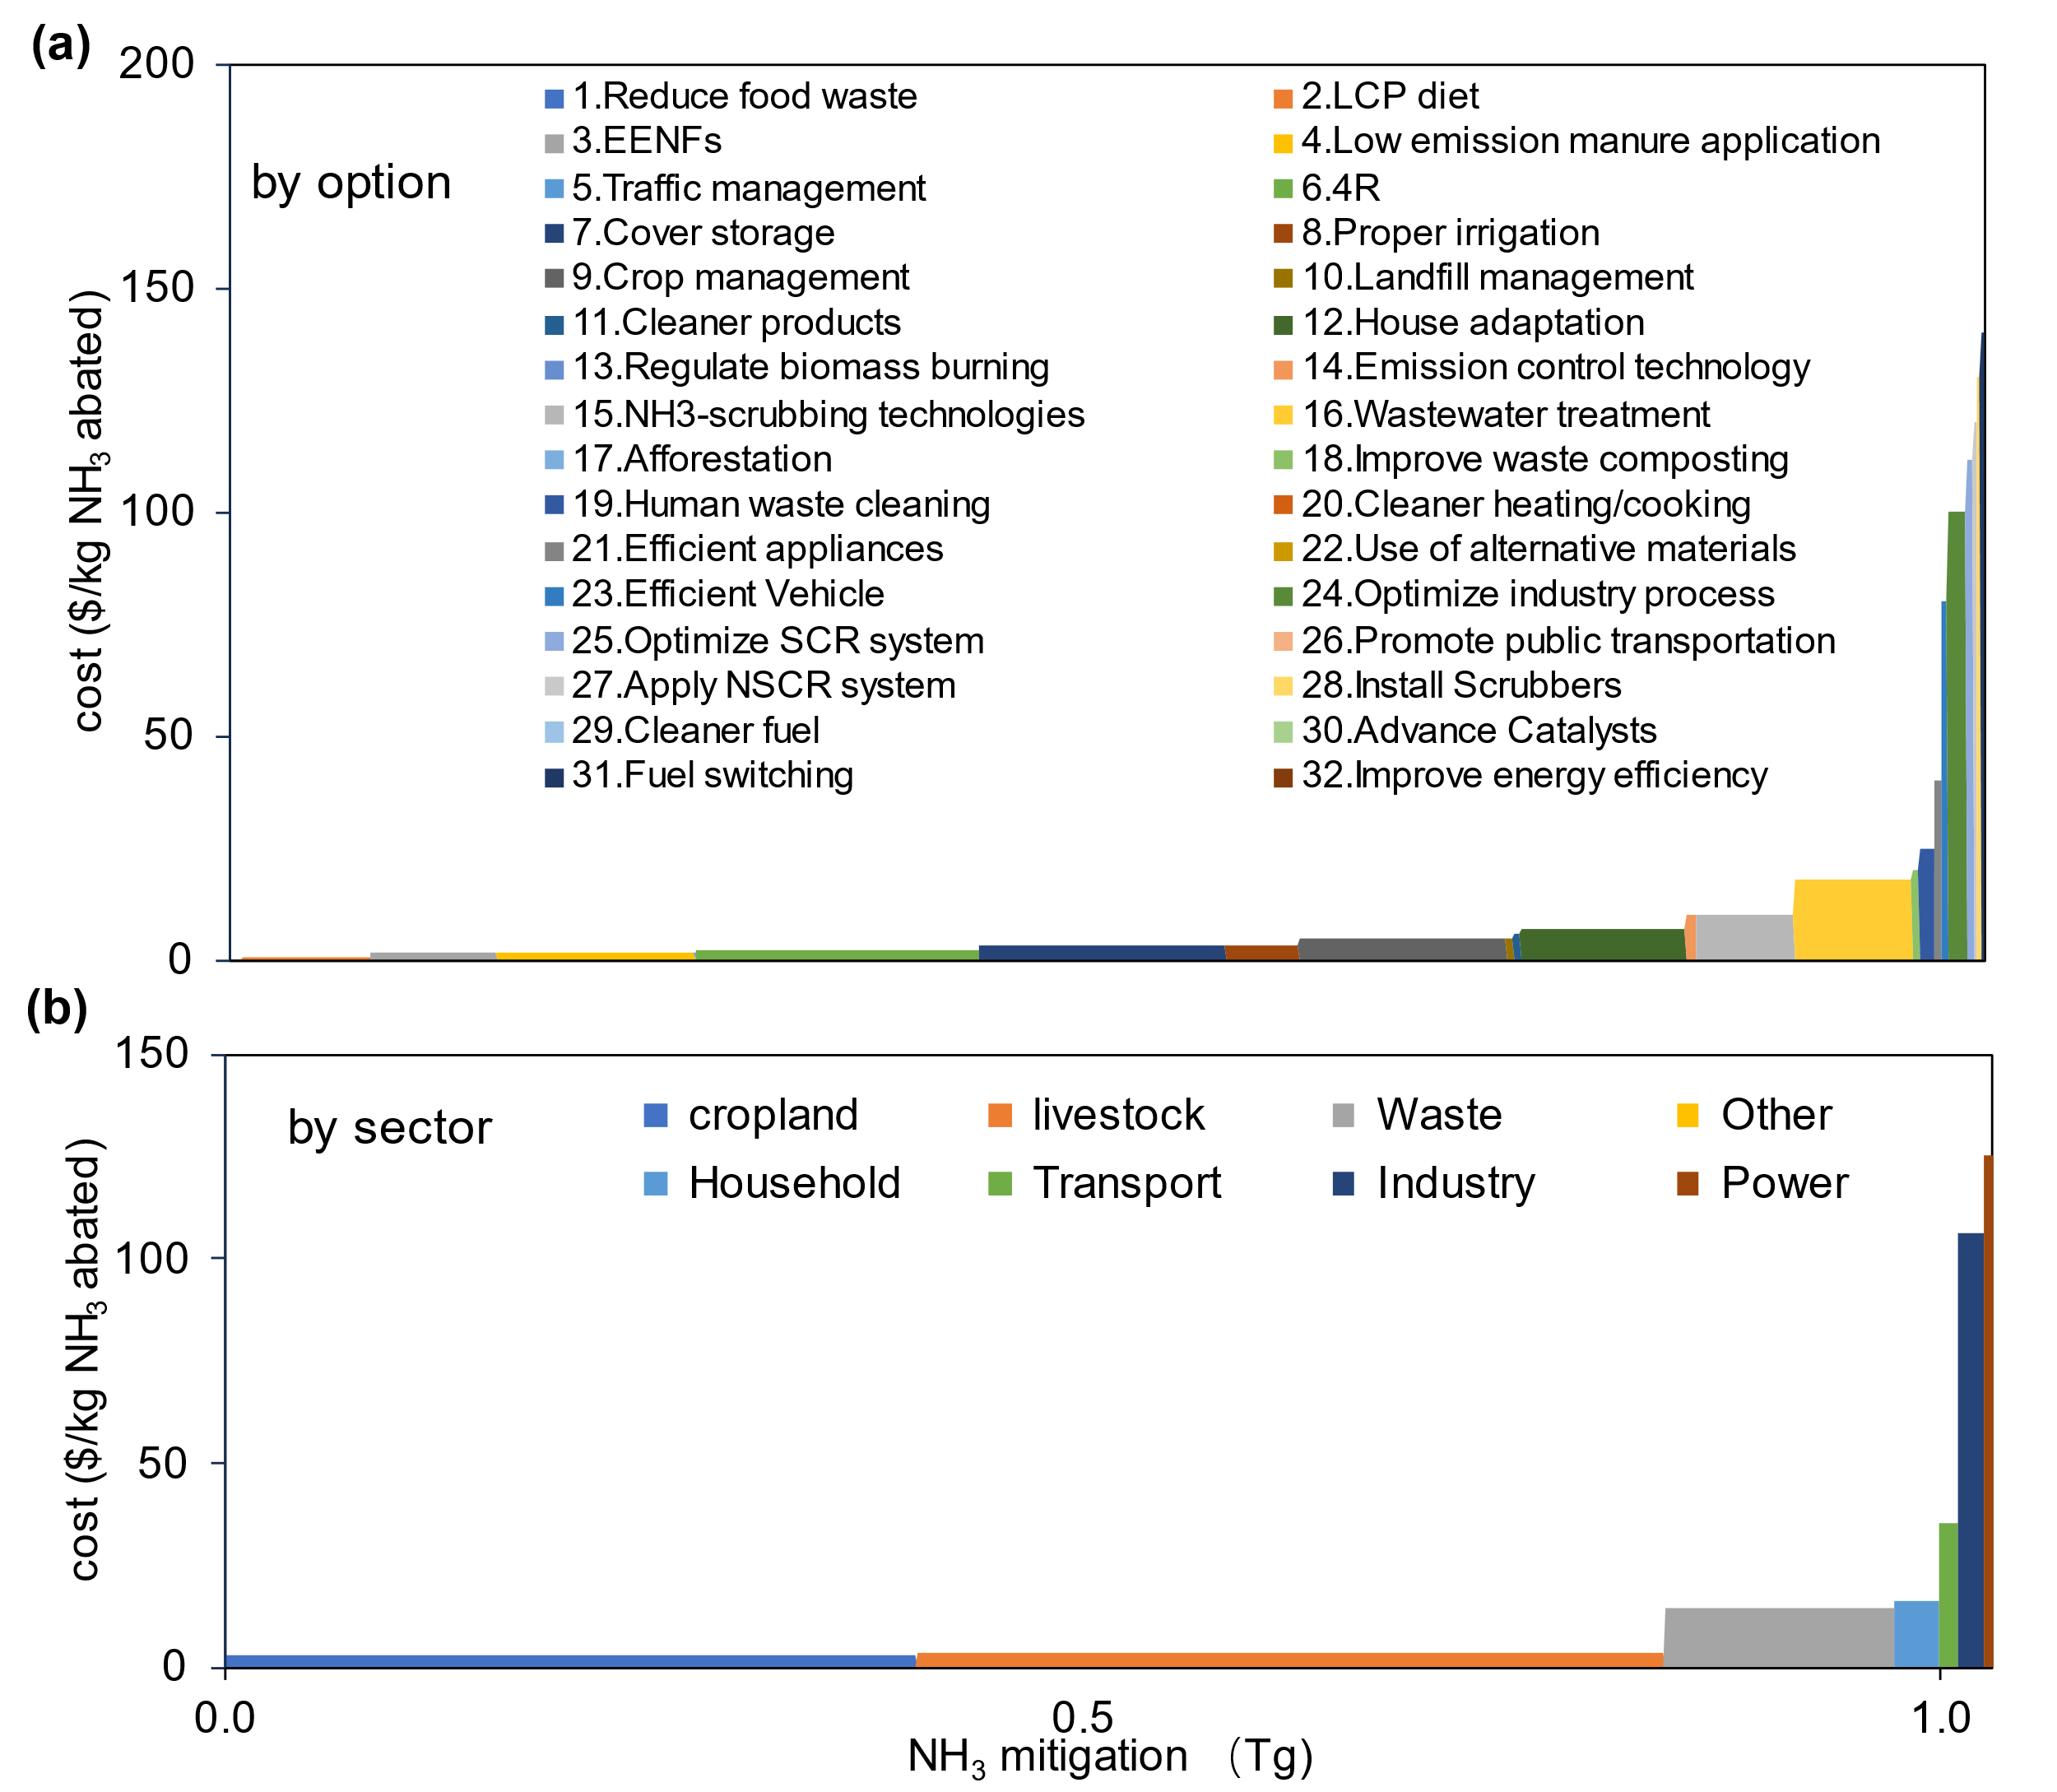 (a)
200
150
100
50
0
cost ($/kg NH3 abated)
by option
1.Reduce food waste
2.LCP diet
3.EENFs
4.Low emission manure application
5.Traffic management
6.4R
7.Cover storage
8.Proper irrigation
9.Crop management
10.Landfill management
11.Cleaner products
12.House adaptation
13.Regulate biomass burning
14.Emission control technology
15.NH3-scrubbing technologies
16.Wastewater treatment
17.Afforestation
18.Improve waste composting
19.Human waste cleaning
20.Cleaner heating/cooking
21.Efficient appliances
22.Use of alternative materials
23.Efficient Vehicle
24.Optimize industry process
25.Optimize SCR system
26.Promote public transportation
27.Apply NSCR system
28.Install Scrubbers
29.Cleaner fuel
30.Advance Catalysts
31.Fuel switching
32.Improve energy efficiency
(b)
150
100
50
0
cost ($/kg NH3 abated)
by sector
cropland
livestock
Waste
Other
Household
Transport
Industry
Power
0.0
0.5
1.0
NH3 mitigation （Tg)